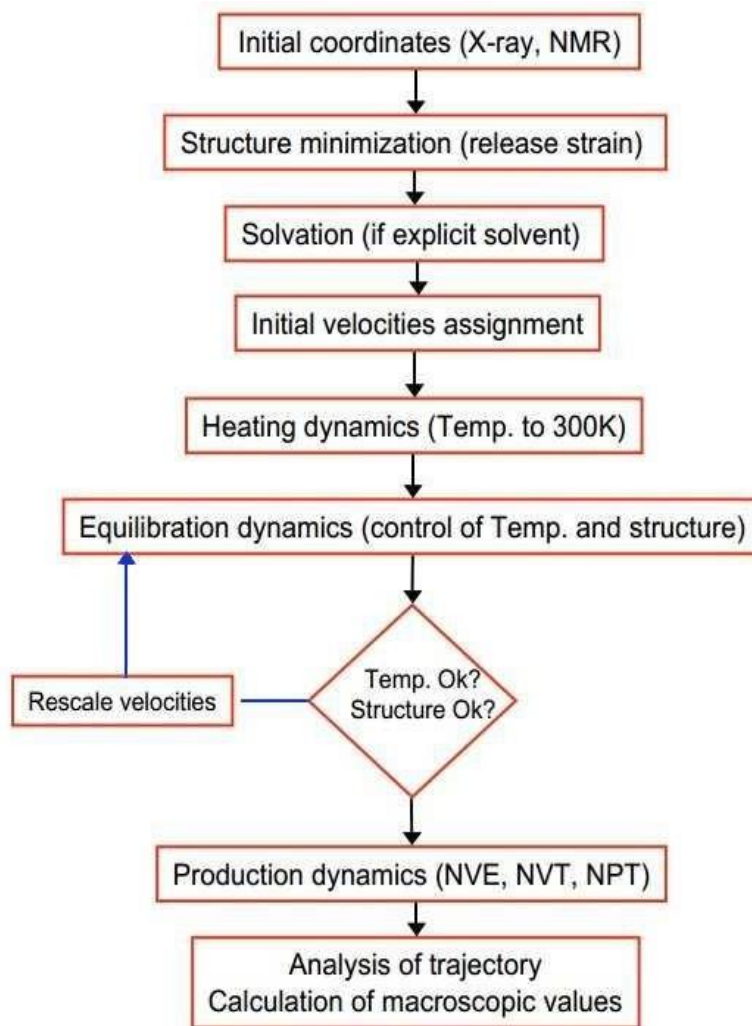 Initial coordinates (X-ray, NMR)
Structure minimization (release strain)
Solvation (if explicit solvent)
Initial velocities assignment
Heating dynamics (Temp. to 300K)
Equilibration dynamics (control of Temp. and structure)
Temp. Ok?
Structure Ok?
Rescale velocities
Production dynamics (NVE, NVT, NPT)
Analysis of trajectory
Calculation of macroscopic values